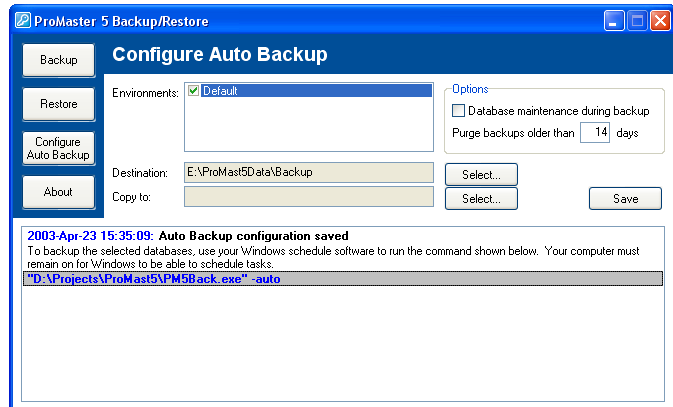 ProMaster 5 Backup/Restore
Backup
Restore
Configure
Auto Backup
About
Configure Auto Backup
Environments:
Default
Options
Database maintenance during backup
Purge backups older than 14 days
Destination: E:\ProMast5Data\Backup Select...
Copy to: Select... Save
2003-Apr-23 15:35:09: Auto Backup configuration saved
To backup the selected databases, use your Windows schedule software to run the command shown below. Your computer must
remain on for Windows to be able to schedule tasks.
"D:\Projects\ProMast5\PM5Back.exe" -auto